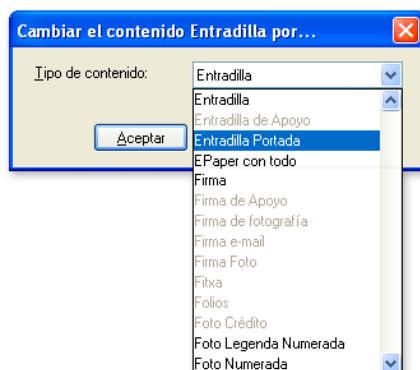 Cambiar el contenido Entradilla por...
Tipo de contenido: Entradilla
Entradilla
Entradilla de Apoyo
Aceptar Entradilla Portada
EPaper con todo
Firma
Firma de Apoyo
Firma de fotografía
Firma e-mail
Firma Foto
Fitxa
Folios
Foto Crédito
Foto Legenda Numerada
Foto Numerada